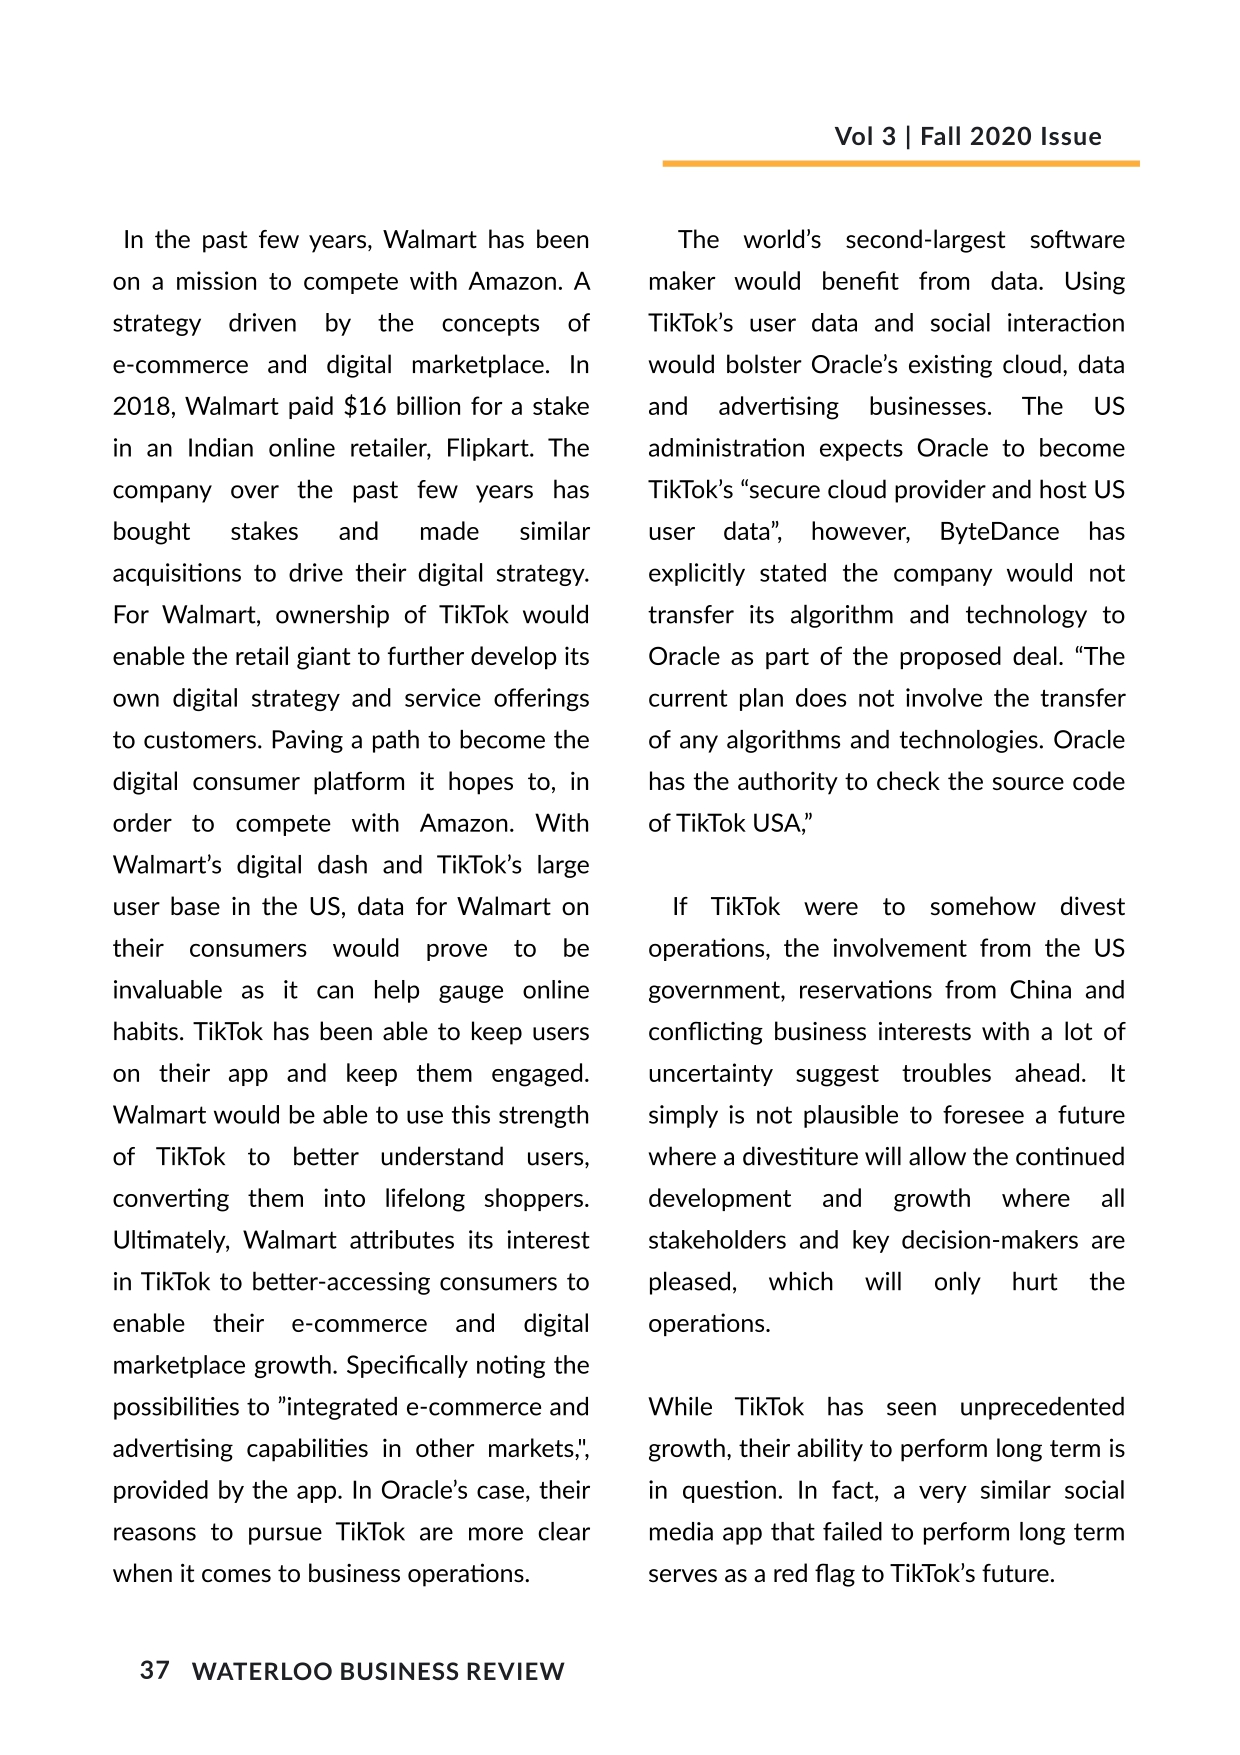 Vol 3 | Fall 2020 Issue
In the past few years, Walmart has been
on a mission to compete with Amazon. A
strategy driven by the concepts of
e-commerce and digital marketplace. In
2018, Walmart paid $16 billion for a stake
in an Indian online retailer, Flipkart. The
company over the past few years has
bought stakes and made similar
acquisitions to drive their digital strategy.
For Walmart, ownership of TikTok would
enable the retail giant to further develop its
own digital strategy and service offerings
to customers. Paving a path to become the
digital consumer platform it hopes to, in
order to compete with Amazon. With
Walmart’s digital dash and TikTok’s large
user base in the US, data for Walmart on
their consumers would prove to be
invaluable as it can help gauge online
habits. TikTok has been able to keep users
on their app and keep them engaged.
Walmart would be able to use this strength
of TikTok to better understand users,
converting them into lifelong shoppers.
Ultimately, Walmart attributes its interest
in TikTok to better-accessing consumers to
enable their e-commerce and digital
marketplace growth. Specifically noting the
possibilities to ”integrated e-commerce and
advertising capabilities in other markets,",
provided by the app. In Oracle’s case, their
reasons to pursue TikTok are more clear
when it comes to business operations.
The world’s second-largest software
maker would benefit from data. Using
TikTok’s user data and social interaction
would bolster Oracle’s existing cloud, data
and advertising businesses. The US
administration expects Oracle to become
TikTok’s “secure cloud provider and host US
user data”, however, ByteDance has
explicitly stated the company would not
transfer its algorithm and technology to
Oracle as part of the proposed deal. “The
current plan does not involve the transfer
of any algorithms and technologies. Oracle
has the authority to check the source code
of TikTok USA,”
If TikTok were to somehow divest
operations, the involvement from the US
government, reservations from China and
conflicting business interests with a lot of
uncertainty suggest troubles ahead. It
simply is not plausible to foresee a future
where a divestiture will allow the continued
development and growth where all
stakeholders and key decision-makers are
pleased, which will only hurt the
operations.
While TikTok has seen unprecedented
growth, their ability to perform long term is
in question. In fact, a very similar social
media app that failed to perform long term
serves as a red flag to TikTok’s future.
37 WATERLOO BUSINESS REVIEW